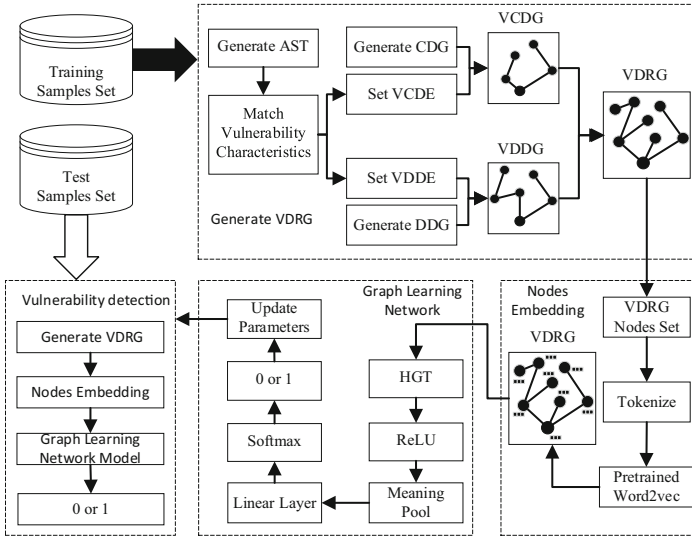 Training
Samples Set
Test
Samples Set
Generate AST
Match
Vulnerability
Characteristics
Generate VDRG
Generate CDG
Set VCDE
Set VDDE
Generate DDG
VCDG
VDDG
VDRG
Vulnerability detection
Generate VDRG
Nodes Embedding
Graph Learning
Network Model
0 or 1
Graph Learning
Network
Update
Parameters
0 or 1
Softmax
Linear Layer
HGT
ReLU
Meaning
Pool
Nodes
Embedding
VDRG
VDRG
Nodes Set
Tokenize
Pretrained
Word2vec